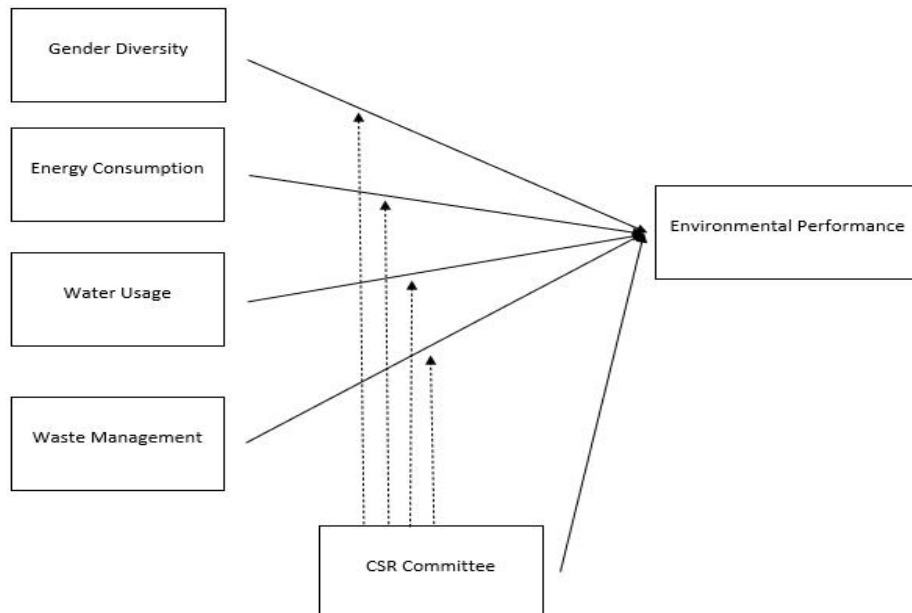 Gender Diversity
Energy Consumption
Environmental Performance
Water Usage
Waste Management
CSR Committee